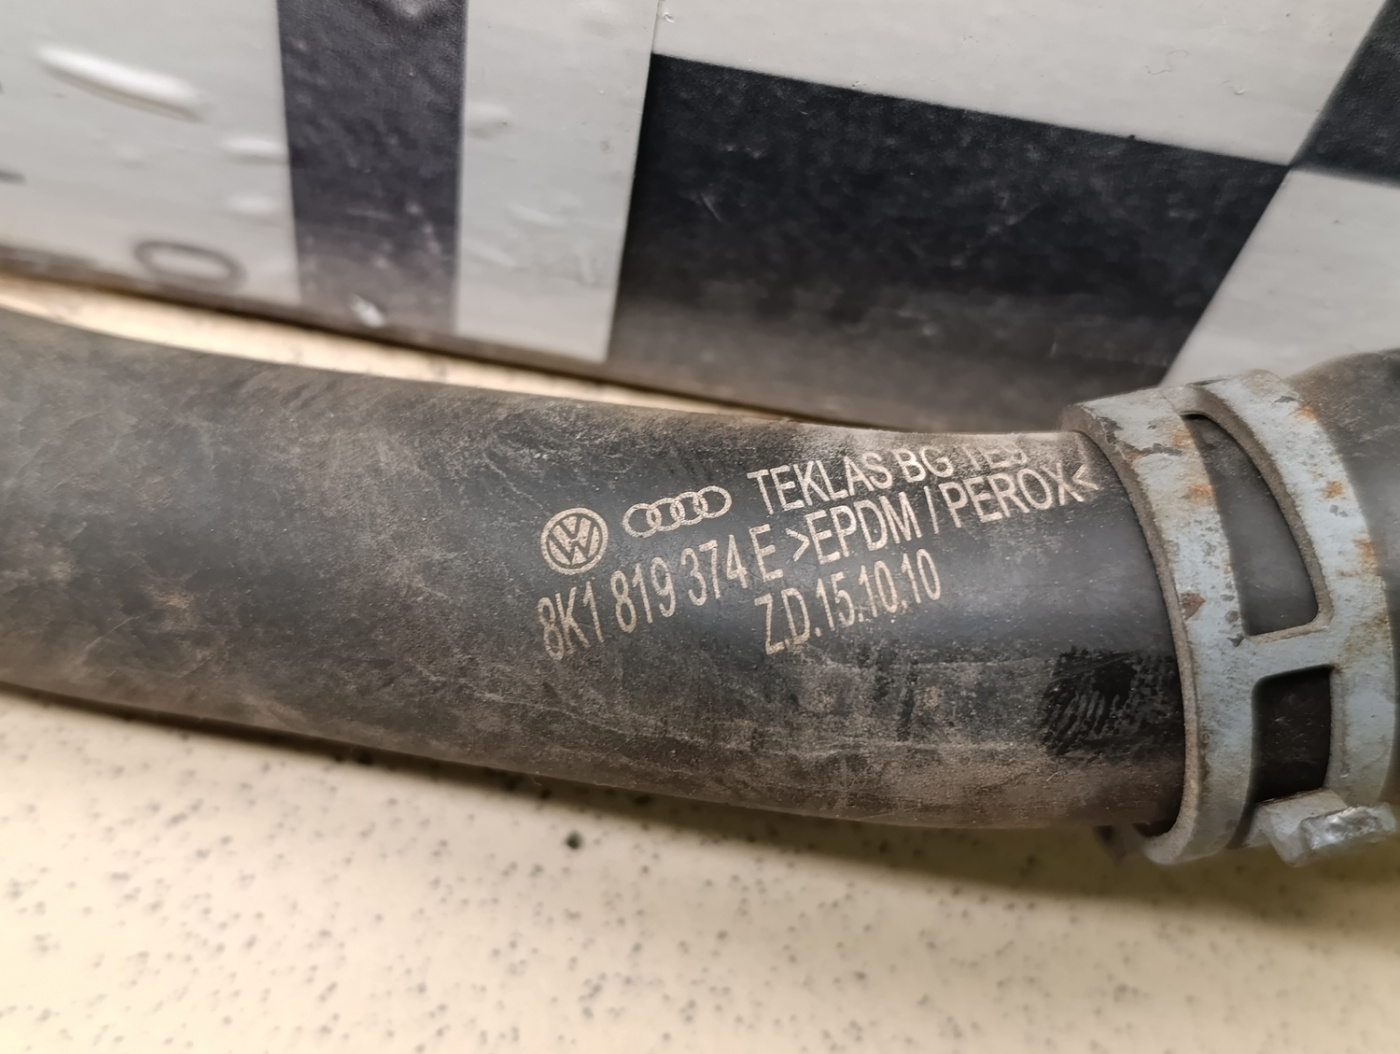 TEKLAS BG
8K1 819 374 E >EPDM / PEROX<
Z.D.15.10.10